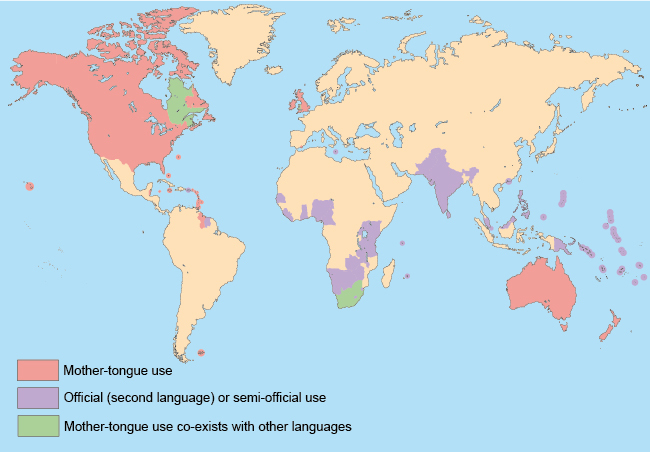 Mother-tongue use
Official (second language) or semi-official use
Mother-tongue use co-exists with other languages